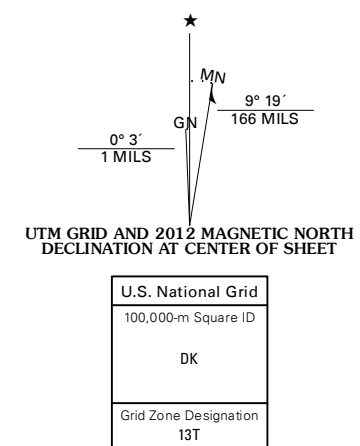 ★
MN
GN
9° 19´
166 MILS
0° 3´
1 MILS
UTM GRID AND 2012 MAGNETIC NORTH
DECLINATION AT CENTER OF SHEET
U.S. National Grid
100,000-m Square ID
DK
Grid Zone Designation
13T